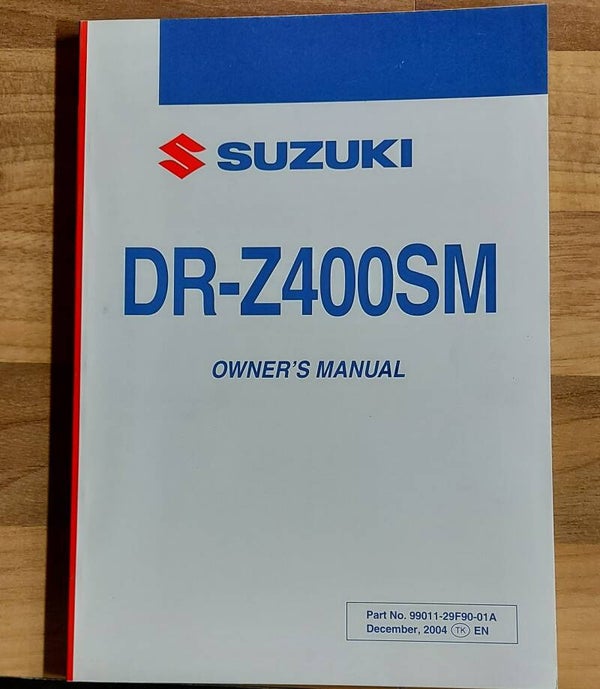 SUZUKI
DR-Z400SM
OWNER'S MANUAL
Part No. 99011-29F90-01A
December, 2004 TK EN